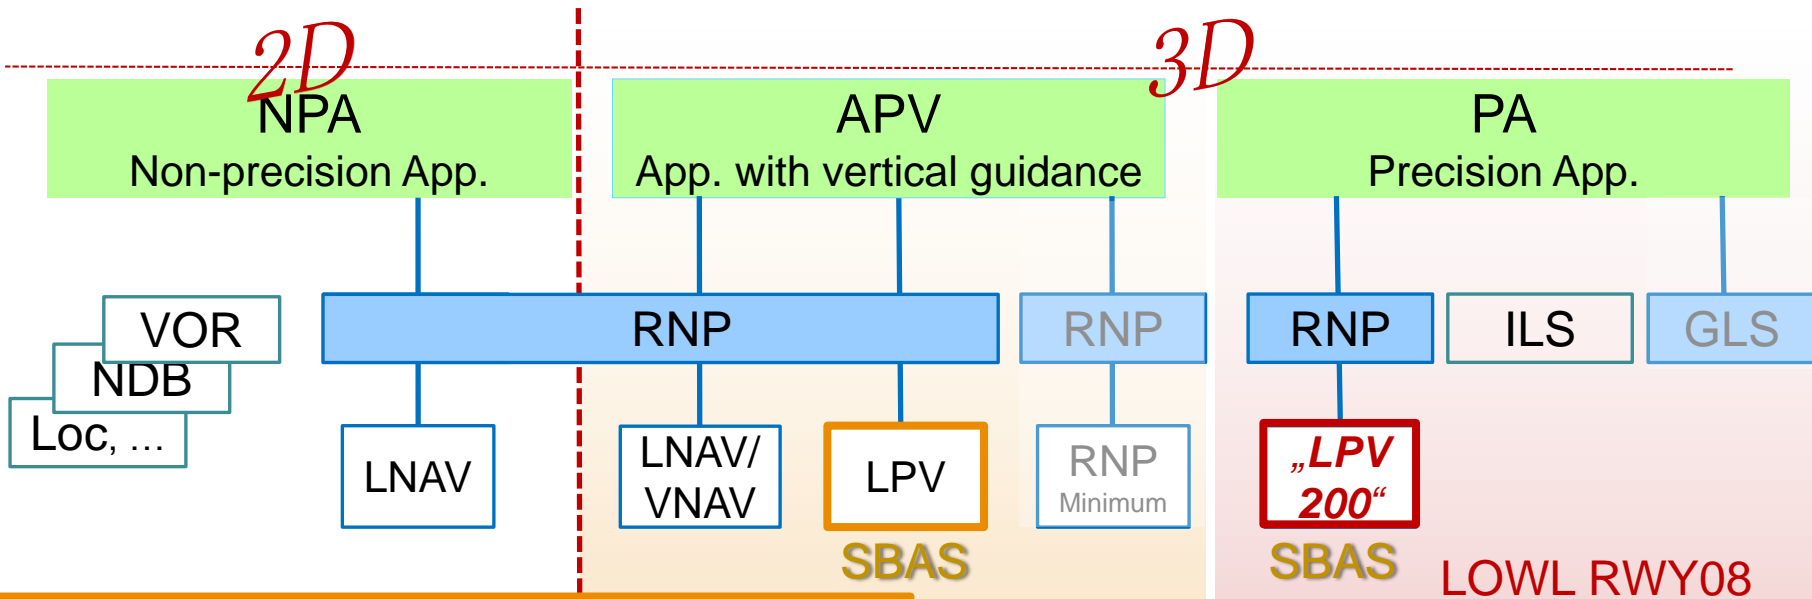 2D
3D
NPA
Non-precision App.
APV
App. with vertical guidance
PA
Precision App.
VOR
NDB
Loc, ...
RNP
RNP
RNP
ILS
GLS
LNAV
LNAV/
VNAV
LPV
RNP
Minimum
„LPV
200“
SBAS
SBAS
LOWL RWY08